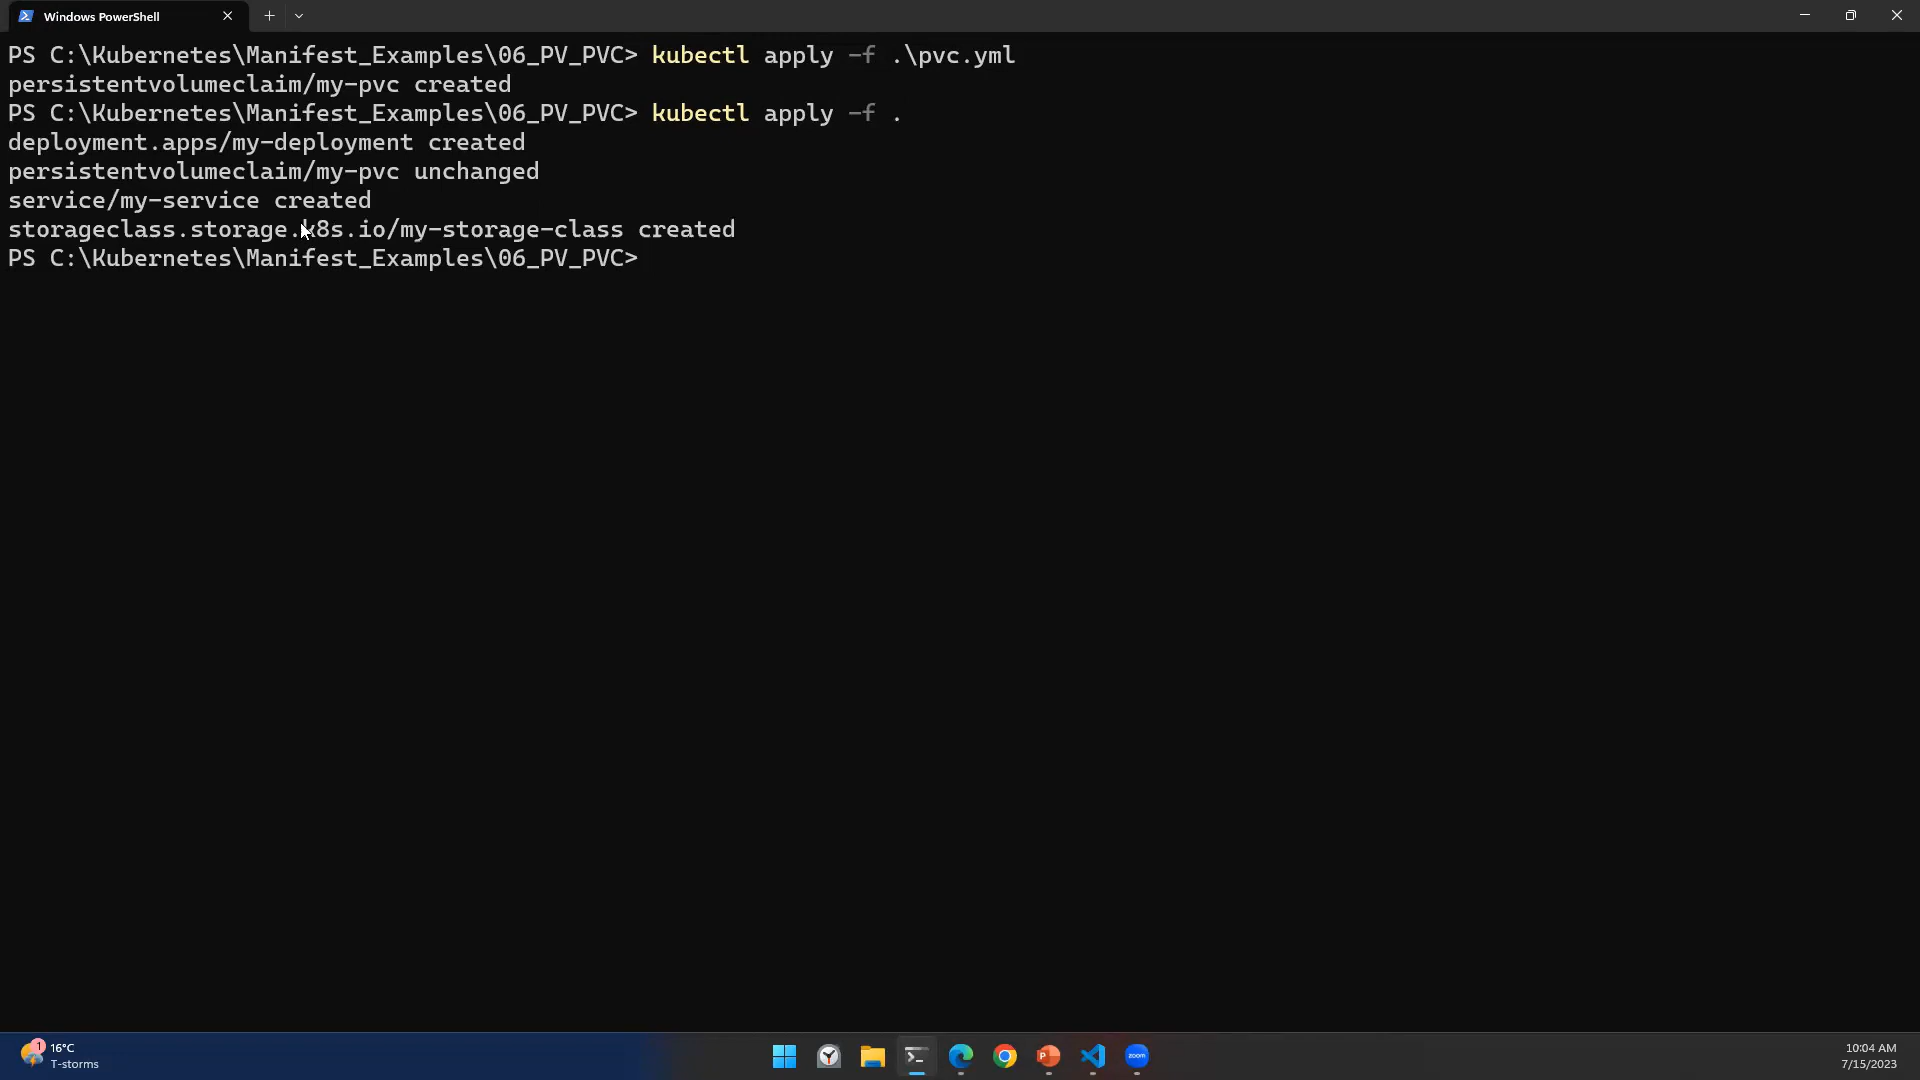 Windows PowerShell
PS C:\Kubernetes\Manifest_Examples\06_PV_PVC> kubectl apply -f .\pvc.yml
persistentvolumeclaim/my-pvc created
PS C:\Kubernetes\Manifest_Examples\06_PV_PVC> kubectl apply -f .
deployment.apps/my-deployment created
persistentvolumeclaim/my-pvc unchanged
service/my-service created
storageclass.storage.k8s.io/my-storage-class created
PS C:\Kubernetes\Manifest_Examples\06_PV_PVC>
1
16°C
T-storms
P
zoom
10:04 AM
7/15/2023